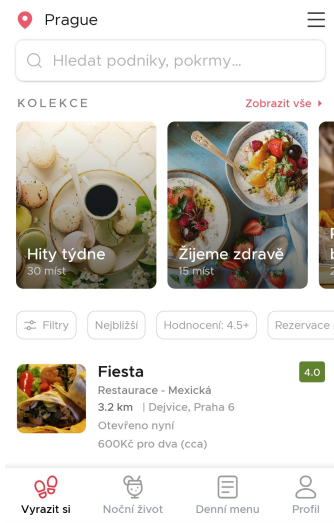 Prague
Hledat podniky, pokrmy...
KOLEKCE
Zobrazit vše
Hity týdne
30 míst
Žijeme zdravě
15 míst
Filtry
Nejbližší
Hodnocení: 4.5+
Rezervace
Fiesta
4.0
Restaurace - Mexická
3.2 km | Dejvice, Praha 6
Otevřeno nyní
600Kč pro dva (cca)
Vyrazit si
Noční život
Denní menu
Profil